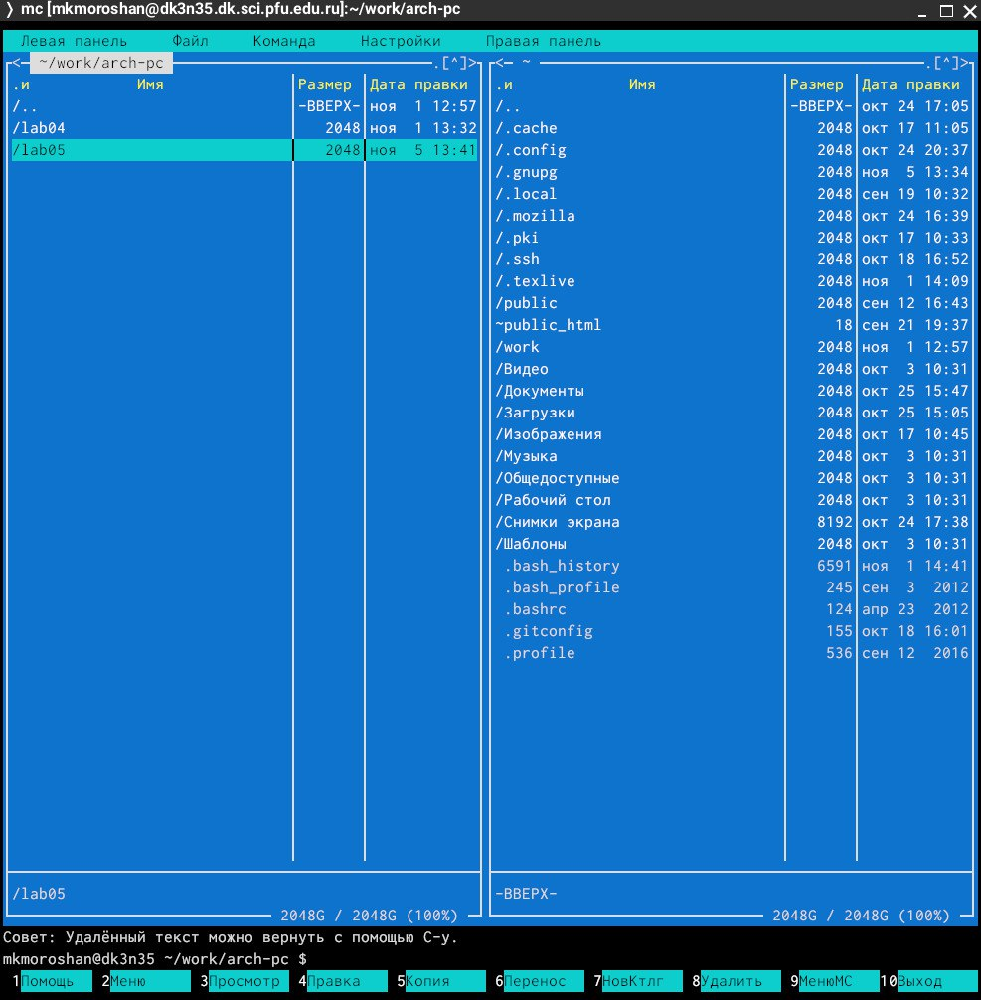 mc [mkmoroshan@dk3n35.dk.sci.pfu.edu.ru]:~/work/arch-pc
Левая панель Файл Команда Настройки Правая панель
<─ ~/work/arch-pc .[^]>
.и Имя Размер Дата правки
/.. -ВВЕРХ- ноя 1 12:57
/lab04 2048 ноя 1 13:32
/lab05 2048 ноя 5 13:41
/lab05
2048G / 2048G (100%)
<─ ~ .[^]>
.и Имя Размер Дата правки
/.. -ВВЕРХ- окт 24 17:05
/.cache 2048 окт 17 11:05
/.config 2048 окт 24 20:37
/.gnupg 2048 ноя 5 13:34
/.local 2048 сен 19 10:32
/.mozilla 2048 окт 24 16:39
/.pki 2048 окт 17 10:33
/.ssh 2048 окт 18 16:52
/.texlive 2048 ноя 1 14:09
/public 2048 сен 12 16:43
~public_html 18 сен 21 19:37
/work 2048 ноя 1 12:57
/Видео 2048 окт 3 10:31
/Документы 2048 окт 25 15:47
/Загрузки 2048 окт 25 15:05
/Изображения 2048 окт 17 10:45
/Музыка 2048 окт 3 10:31
/Общедоступные 2048 окт 3 10:31
/Рабочий стол 2048 окт 3 10:31
/Снимки экрана 8192 окт 24 17:38
/Шаблоны 2048 окт 3 10:31
.bash_history 6591 ноя 1 14:41
.bash_profile 245 сен 3 2012
.bashrc 124 апр 23 2012
.gitconfig 155 окт 18 16:01
.profile 536 сен 12 2016
-ВВЕРХ-
2048G / 2048G (100%)
Совет: Удалённый текст можно вернуть с помощью C-y.
mkmoroshan@dk3n35 ~/work/arch-pc $
1Помощь 2Меню 3Просмотр 4Правка 5Копия 6Перенос 7НовКтлг 8Удалить 9МенюMC 10Выход